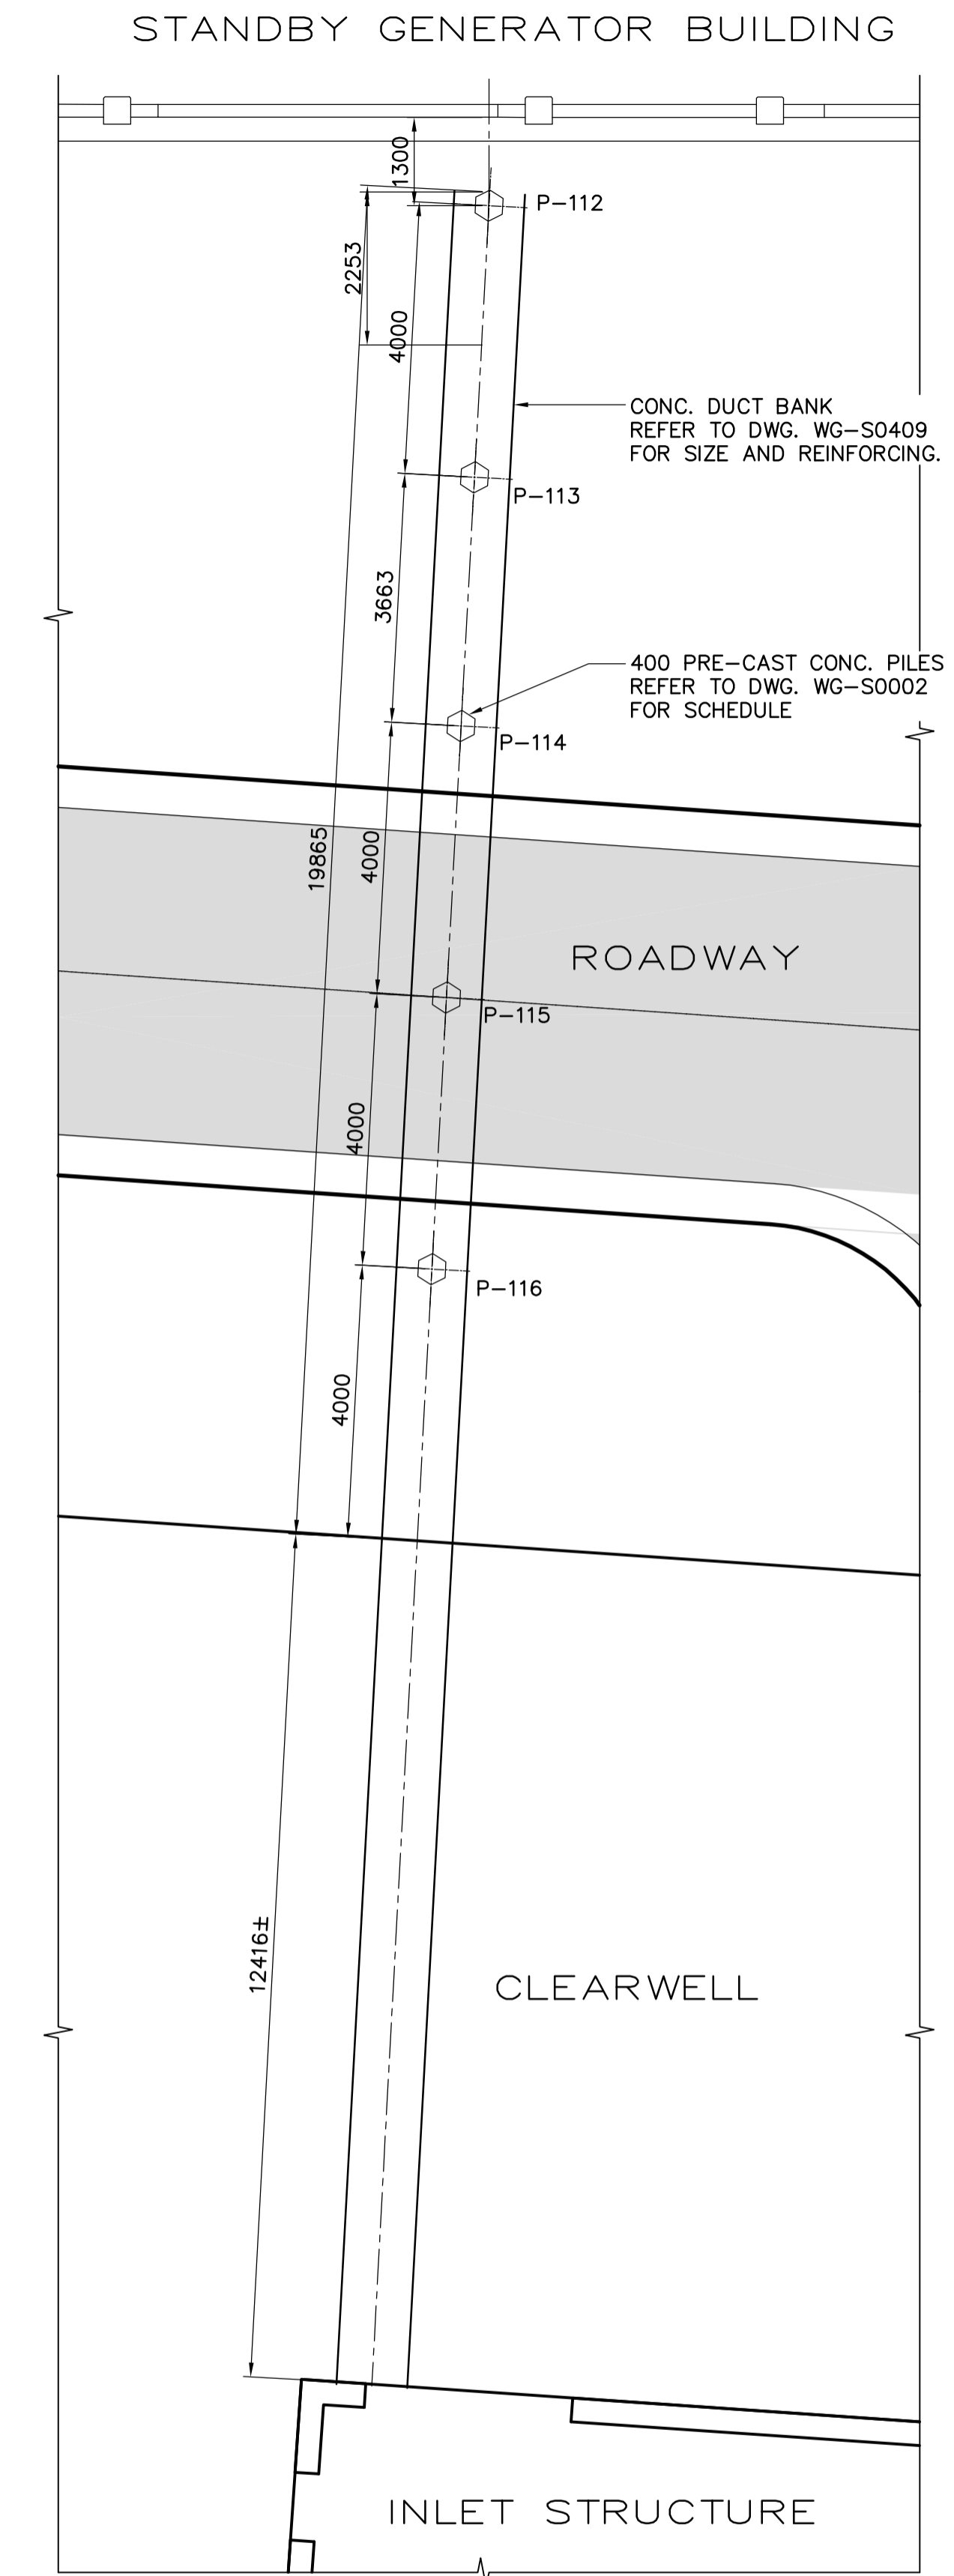 STANDBY GENERATOR BUILDING
1300
P-112
2253
4000
CONC. DUCT BANK
REFER TO DWG. WG-S0409
FOR SIZE AND REINFORCING.
P-113
3663
400 PRE-CAST CONC. PILES
REFER TO DWG. WG-S0002
FOR SCHEDULE
P-114
19865
4000
ROADWAY
P-115
4000
P-116
4000
12416±
CLEARWELL
INLET STRUCTURE